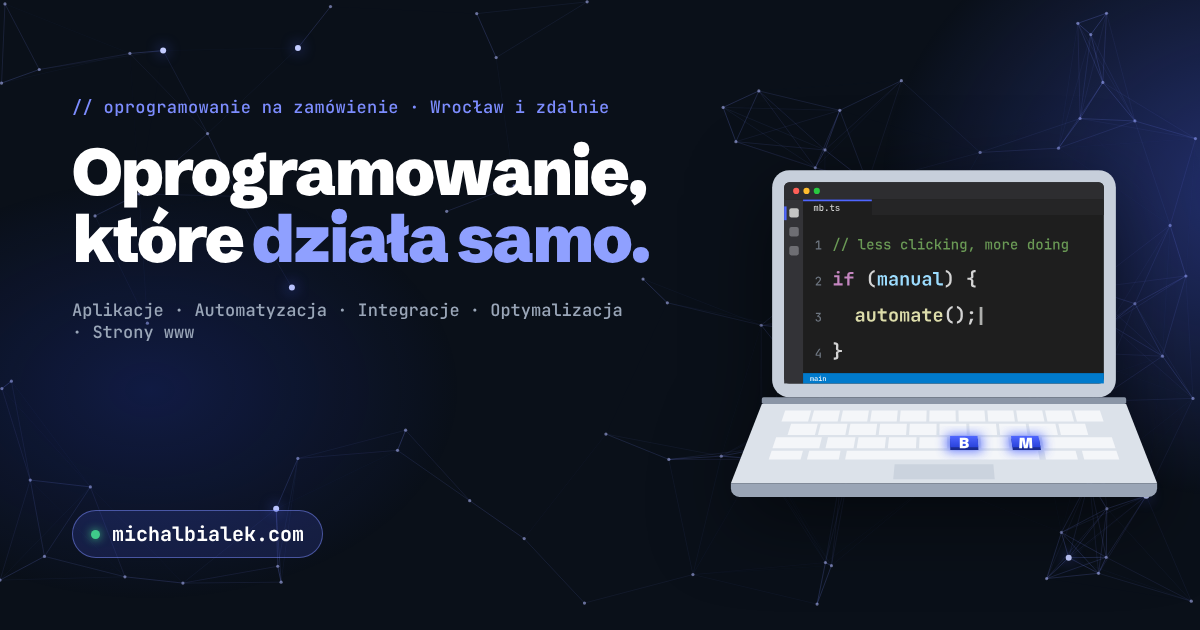 // oprogramowanie na zamówienie · Wrocław i zdalnie
Oprogramowanie,
które działa samo.
Aplikacje · Automatyzacja · Integracje · Optymalizacja
· Strony www
michalbialek.com
mb.ts
1 // less clicking, more doing
2 if (manual) {
3 automate();|
4 }
main
B M